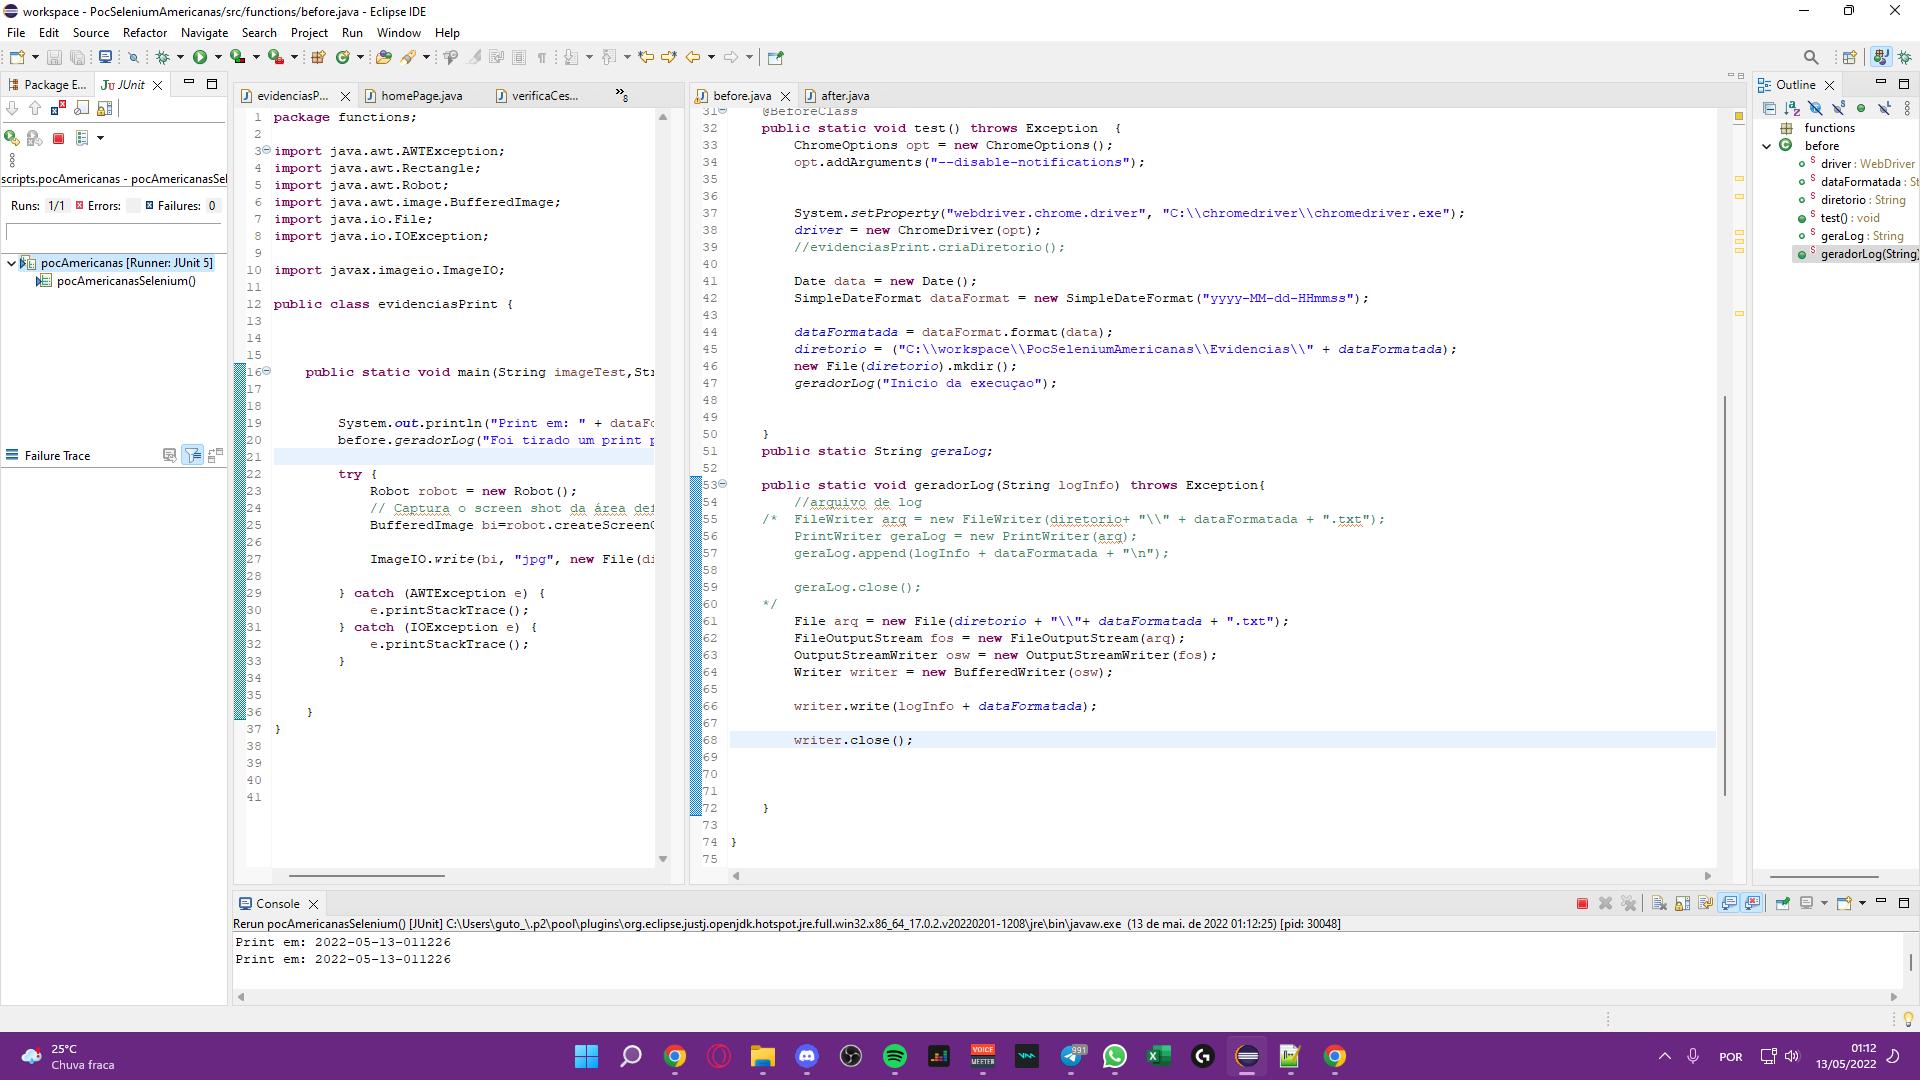 workspace - PocSeleniumAmericanas/src/functions/before.java - Eclipse IDE
File Edit Source Refactor Navigate Search Project Run Window Help
Package E... JUnit
scripts.pocAmericanas - pocAmericanasSel
Runs: 1/1 Errors: Failures: 0
pocAmericanas [Runner: JUnit 5]
pocAmericanasSelenium()
Failure Trace
evidenciasP... homePage.java verificaCes... »8
1 package functions;
2
3 import java.awt.AWTException;
4 import java.awt.Rectangle;
5 import java.awt.Robot;
6 import java.awt.image.BufferedImage;
7 import java.io.File;
8 import java.io.IOException;
9
10 import javax.imageio.ImageIO;
11
12 public class evidenciasPrint {
13
14
15
16 public static void main(String imageTest,Str
17
18
19 System.out.println("Print em: " + dataFo
20 before.geradorLog("Foi tirado um print p
21
22 try {
23 Robot robot = new Robot();
24 // Captura o screen shot da área def
25 BufferedImage bi=robot.createScreenC
26
27 ImageIO.write(bi, "jpg", new File(di
28
29 } catch (AWTException e) {
30 e.printStackTrace();
31 } catch (IOException e) {
32 e.printStackTrace();
33 }
34
35
36 }
37 }
38
39
40
41
before.java after.java
31 @BeforeClass
32 public static void test() throws Exception {
33 ChromeOptions opt = new ChromeOptions();
34 opt.addArguments("--disable-notifications");
35
36
37 System.setProperty("webdriver.chrome.driver", "C:\\chromedriver\\chromedriver.exe");
38 driver = new ChromeDriver(opt);
39 //evidenciasPrint.criaDiretorio();
40
41 Date data = new Date();
42 SimpleDateFormat dataFormat = new SimpleDateFormat("yyyy-MM-dd-HHmmss");
43
44 dataFormatada = dataFormat.format(data);
45 diretorio = ("C:\\workspace\\PocSeleniumAmericanas\\Evidencias\\" + dataFormatada);
46 new File(diretorio).mkdir();
47 geradorLog("Inicio da execuçao");
48
49
50 }
51 public static String geraLog;
52
53 public static void geradorLog(String logInfo) throws Exception{
54 //arquivo de log
55 /* FileWriter arq = new FileWriter(diretorio+ "\\" + dataFormatada + ".txt");
56 PrintWriter geraLog = new PrintWriter(arq);
57 geraLog.append(logInfo + dataFormatada + "\n");
58
59 geraLog.close();
60 */
61 File arq = new File(diretorio + "\\"+ dataFormatada + ".txt");
62 FileOutputStream fos = new FileOutputStream(arq);
63 OutputStreamWriter osw = new OutputStreamWriter(fos);
64 Writer writer = new BufferedWriter(osw);
65
66 writer.write(logInfo + dataFormatada);
67
68 writer.close();
69
70
71
72 }
73
74 }
75
Outline
functions
before
driver : WebDriver
dataFormatada : St
diretorio : String
test() : void
geraLog : String
geradorLog(String)
Console
Rerun pocAmericanasSelenium() [JUnit] C:\Users\guto_\.p2\pool\plugins\org.eclipse.justj.openjdk.hotspot.jre.full.win32.x86_64_17.0.2.v20220201-1208\jre\bin\javaw.exe (13 de mai. de 2022 01:12:25) [pid: 30048]
Print em: 2022-05-13-011226
Print em: 2022-05-13-011226
25°C
Chuva fraca
VOICE
MEETER
991
POR
01:12
13/05/2022